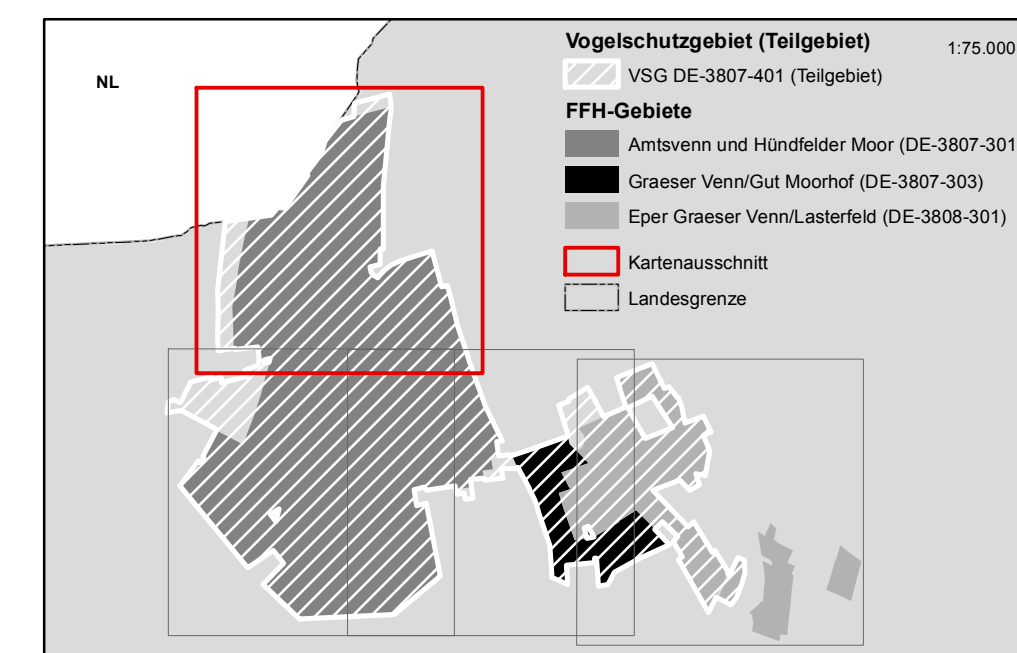 Vogelschutzgebiet (Teilgebiet) 1:75.000
NL
VSG DE-3807-401 (Teilgebiet)
FFH-Gebiete
Amtsvenn und Hündfelder Moor (DE-3807-301
Graeser Venn/Gut Moorhof (DE-3807-303)
Eper Graeser Venn/Lasterfeld (DE-3808-301)
Kartenausschnitt
Landesgrenze